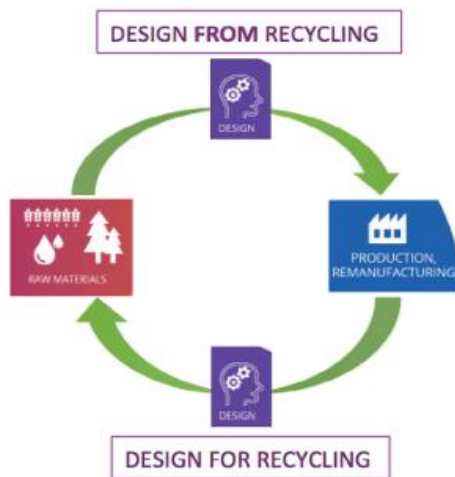 DESIGN FROM RECYCLING
DESIGN
RAW MATERIALS
PRODUCTION,
REMANUFACTURING
DESIGN
DESIGN FOR RECYCLING